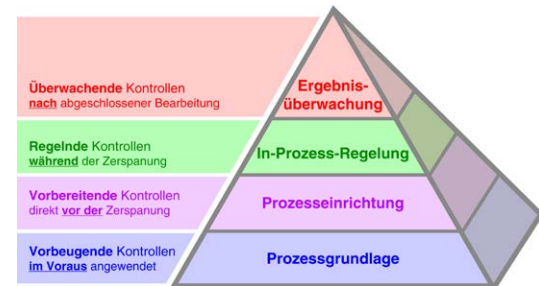 Überwachende Kontrollen
nach abgeschlossener Bearbeitung
Ergebnis-
überwachung
Regelnde Kontrollen
während der Zerspanung
In-Prozess-Regelung
Vorbereitende Kontrollen
direkt vor der Zerspanung
Prozesseinrichtung
Vorbeugende Kontrollen
im Voraus angewendet
Prozessgrundlage